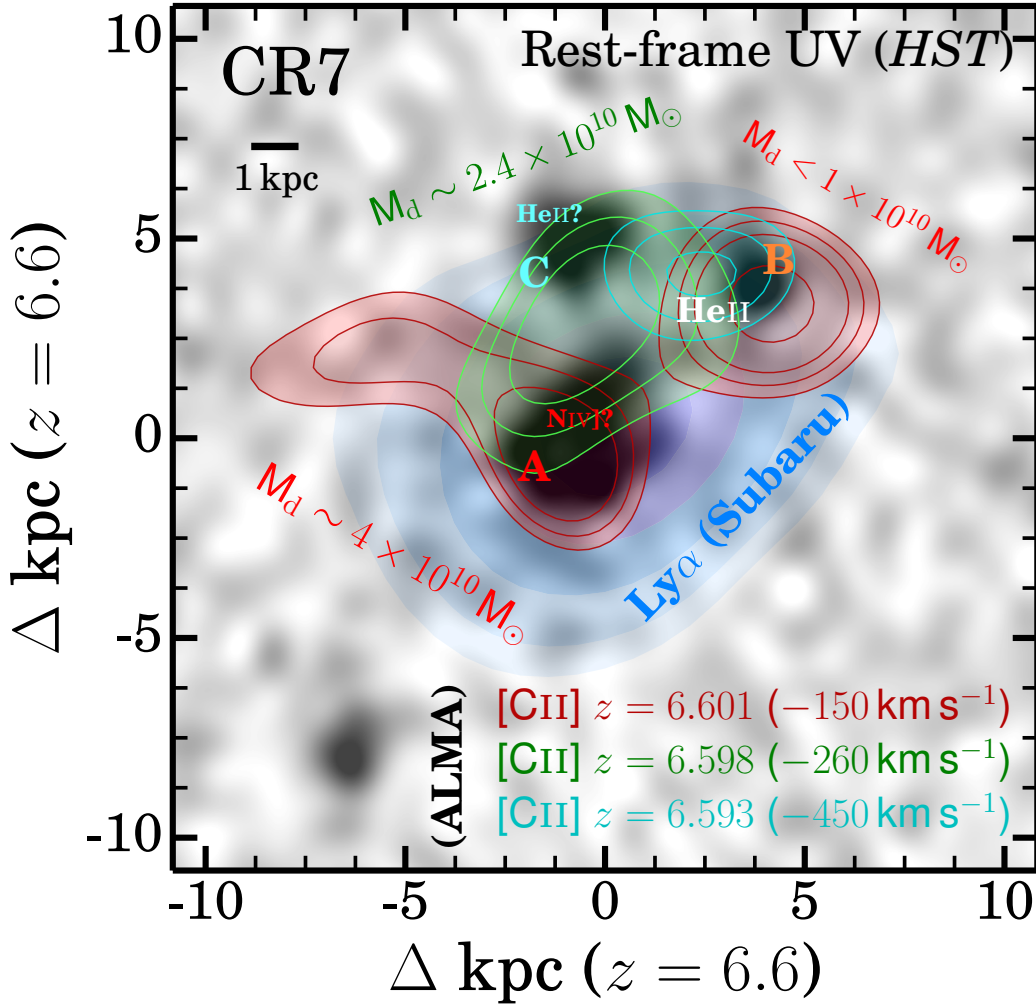 CR7
Rest-frame UV (HST)
1 kpc
M_d ∼ 2.4 × 10^10 M_⊙
M_d < 1 × 10^10 M_⊙
HeII?
C
B
HeII
NIV]?
A
M_d ∼ 4 × 10^10 M_⊙
Lyα (Subaru)
(ALMA)
[CII] z = 6.601 (−150 km s^−1)
[CII] z = 6.598 (−260 km s^−1)
[CII] z = 6.593 (−450 km s^−1)
10
5
0
-5
-10
Δ kpc (z = 6.6)
-10 -5 0 5 10
Δ kpc (z = 6.6)